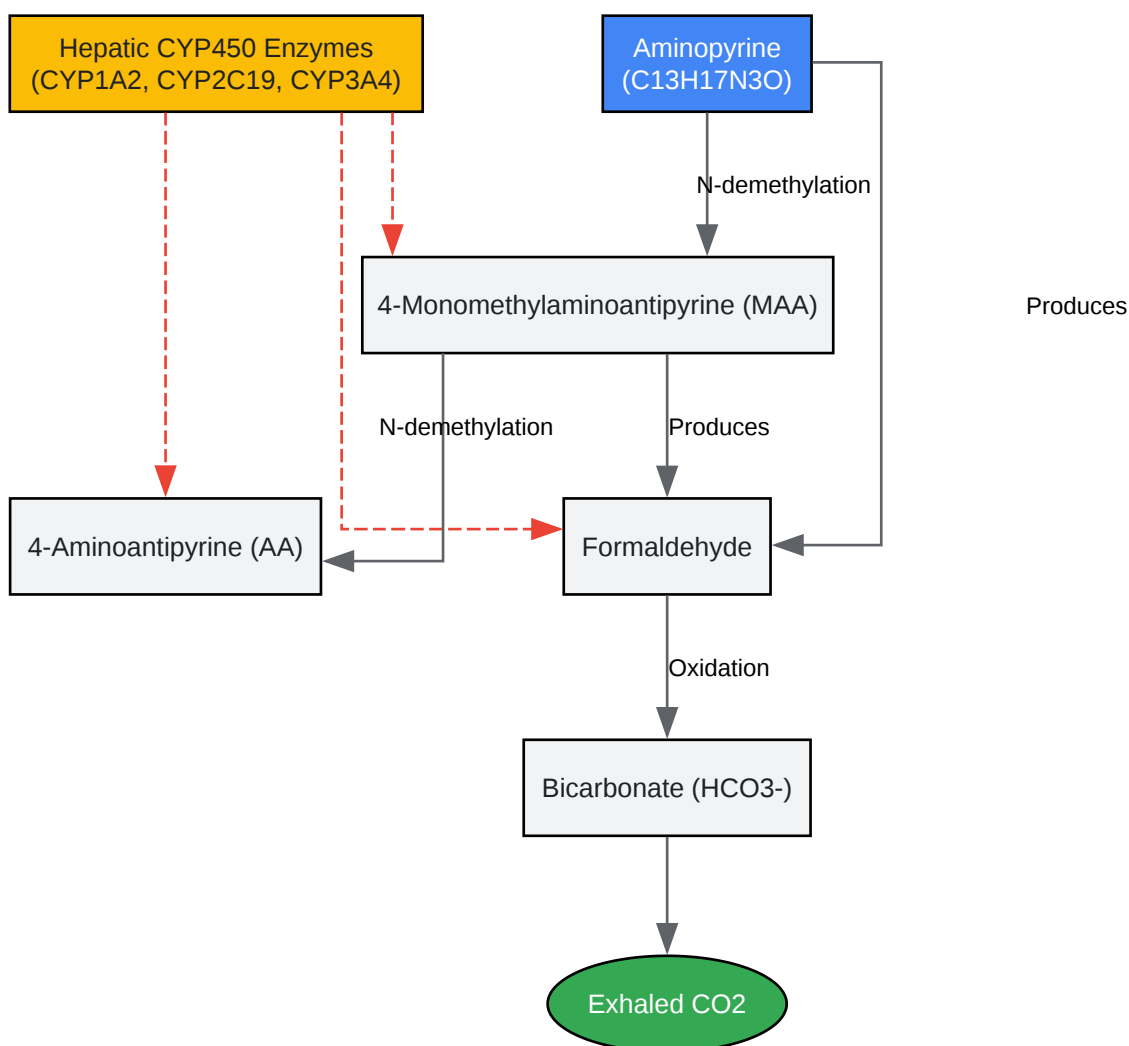 Hepatic CYP450 Enzymes
(CYP1A2, CYP2C19, CYP3A4)
Aminopyrine
(C13H17N3O)
N-demethylation
4-Monomethylaminoantipyrine (MAA)
Produces
N-demethylation
Produces
4-Aminoantipyrine (AA)
Formaldehyde
Oxidation
Bicarbonate (HCO3-)
Exhaled CO2